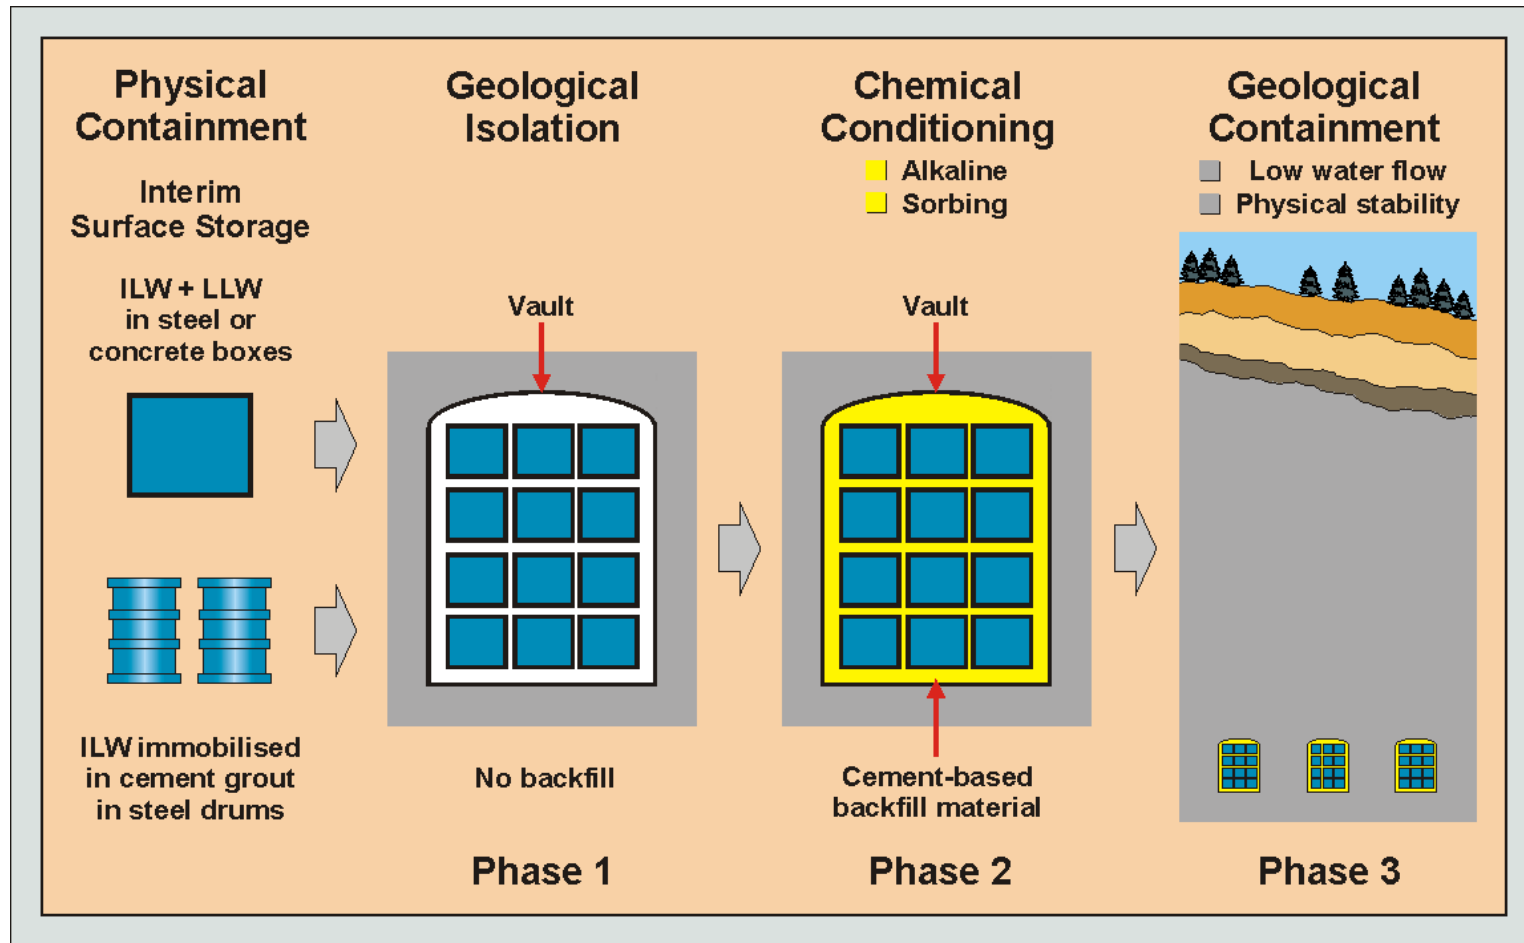 Physical
Containment
Interim
Surface Storage
ILW + LLW
in steel or
concrete boxes
ILW immobilised
in cement grout
in steel drums
Geological
Isolation
Vault
No backfill
Phase 1
Chemical
Conditioning
Alkaline
Sorbing
Vault
Cement-based
backfill material
Phase 2
Geological
Containment
Low water flow
Physical stability
Phase 3